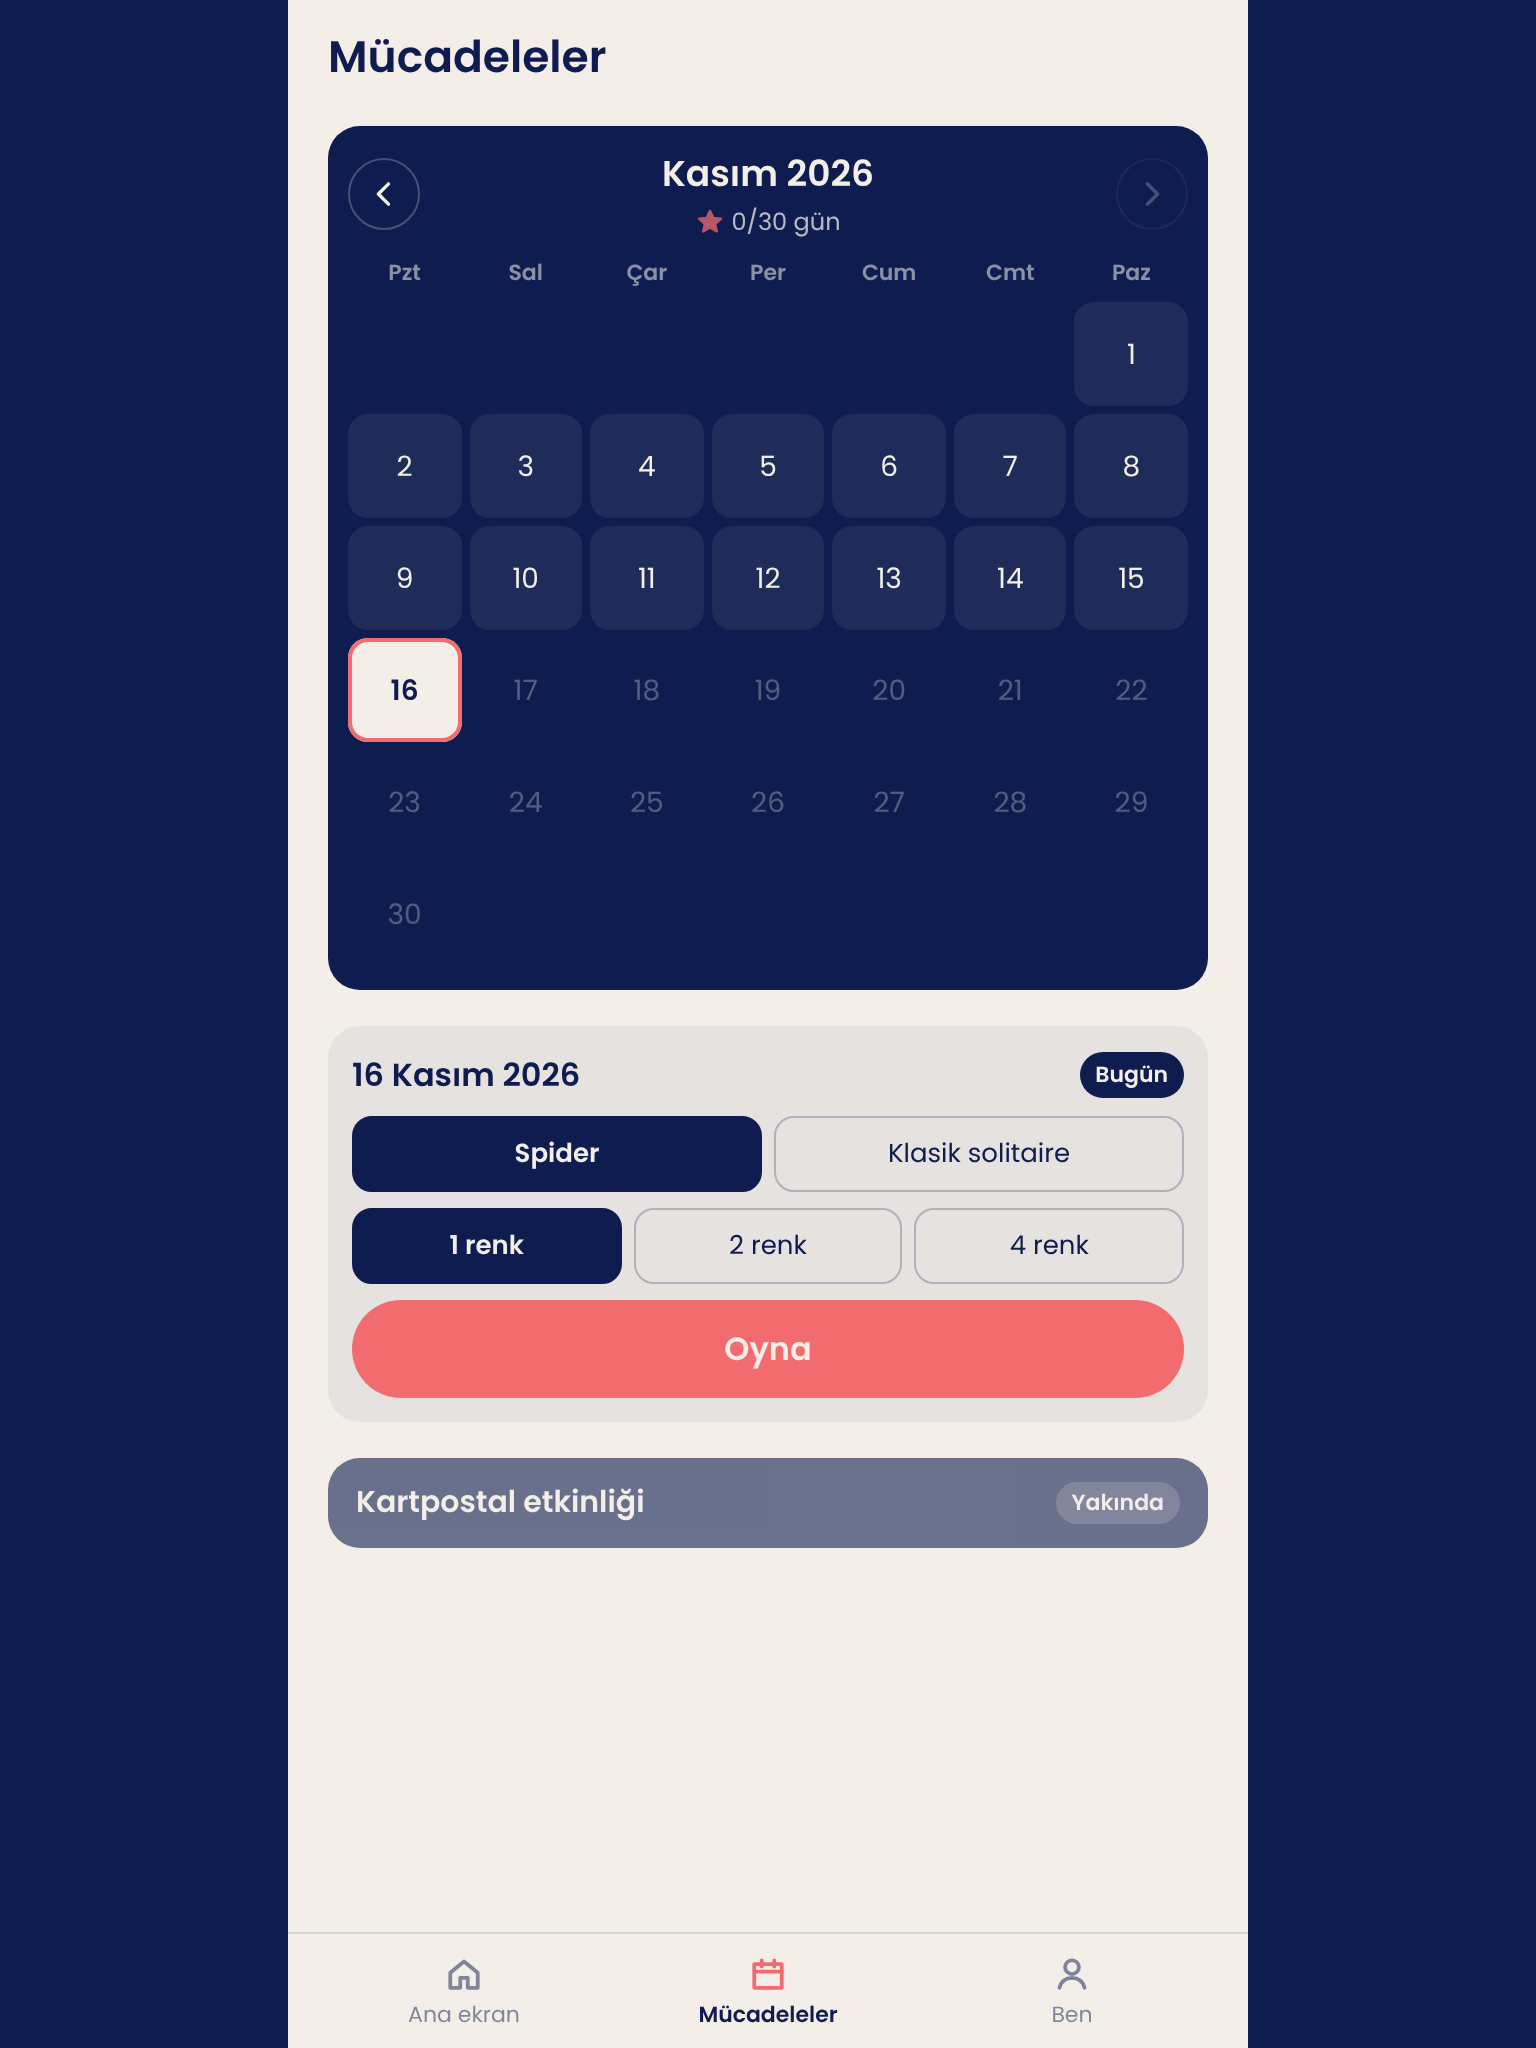 Mücadeleler
Kasım 2026
0/30 gün
Pzt Sal Çar Per Cum Cmt Paz
1
2 3 4 5 6 7 8
9 10 11 12 13 14 15
16 17 18 19 20 21 22
23 24 25 26 27 28 29
30
16 Kasım 2026 Bugün
Spider Klasik solitaire
1 renk 2 renk 4 renk
Oyna
Kartpostal etkinliği Yakında
Ana ekran Mücadeleler Ben